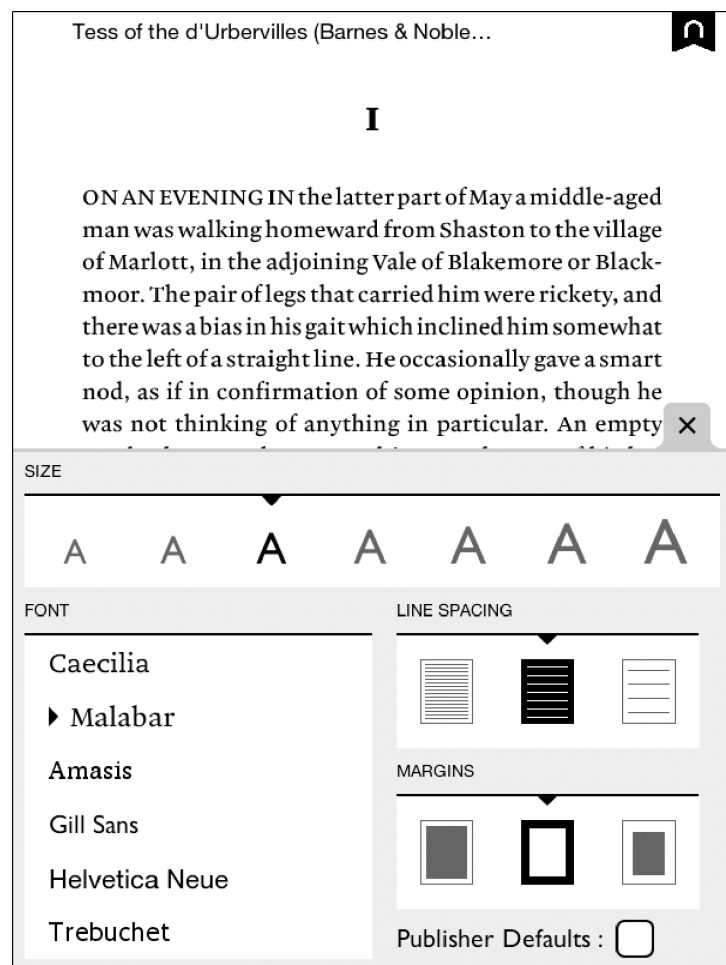 Tess of the d'Urbervilles (Barnes & Noble…
I
ON AN EVENING IN the latter part of May a middle-aged
man was walking homeward from Shaston to the village
of Marlott, in the adjoining Vale of Blakemore or Black-
moor. The pair of legs that carried him were rickety, and
there was a bias in his gait which inclined him somewhat
to the left of a straight line. He occasionally gave a smart
nod, as if in confirmation of some opinion, though he
was not thinking of anything in particular. An empty
SIZE
A A A A A A A
FONT
Caecilia
Malabar
Amasis
Gill Sans
Helvetica Neue
Trebuchet
LINE SPACING
MARGINS
Publisher Defaults :